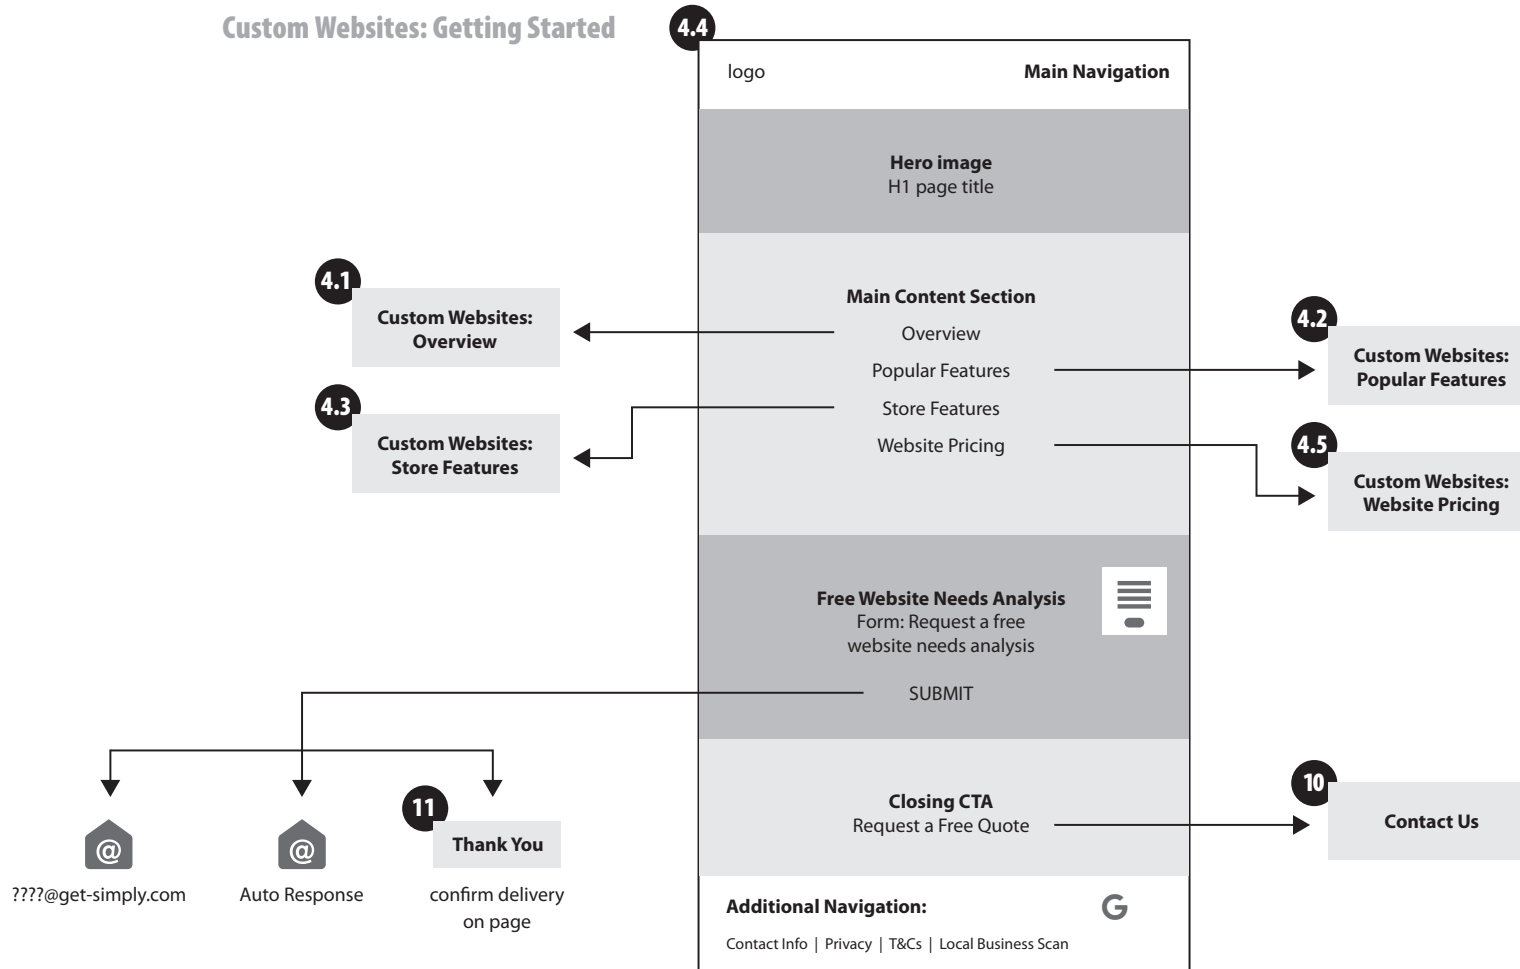 Custom Websites: Getting Started
4.4
logo
Main Navigation
Hero image
H1 page title
4.1
Custom Websites:
Overview
4.3
Custom Websites:
Store Features
Main Content Section
Overview
Popular Features
Store Features
Website Pricing
4.2
Custom Websites:
Popular Features
4.5
Custom Websites:
Website Pricing
Free Website Needs Analysis
Form: Request a free
website needs analysis
SUBMIT
@
????@get-simply.com
@
Auto Response
11
Thank You
confirm delivery
on page
Closing CTA
Request a Free Quote
10
Contact Us
Additional Navigation:
G
Contact Info | Privacy | T&Cs | Local Business Scan